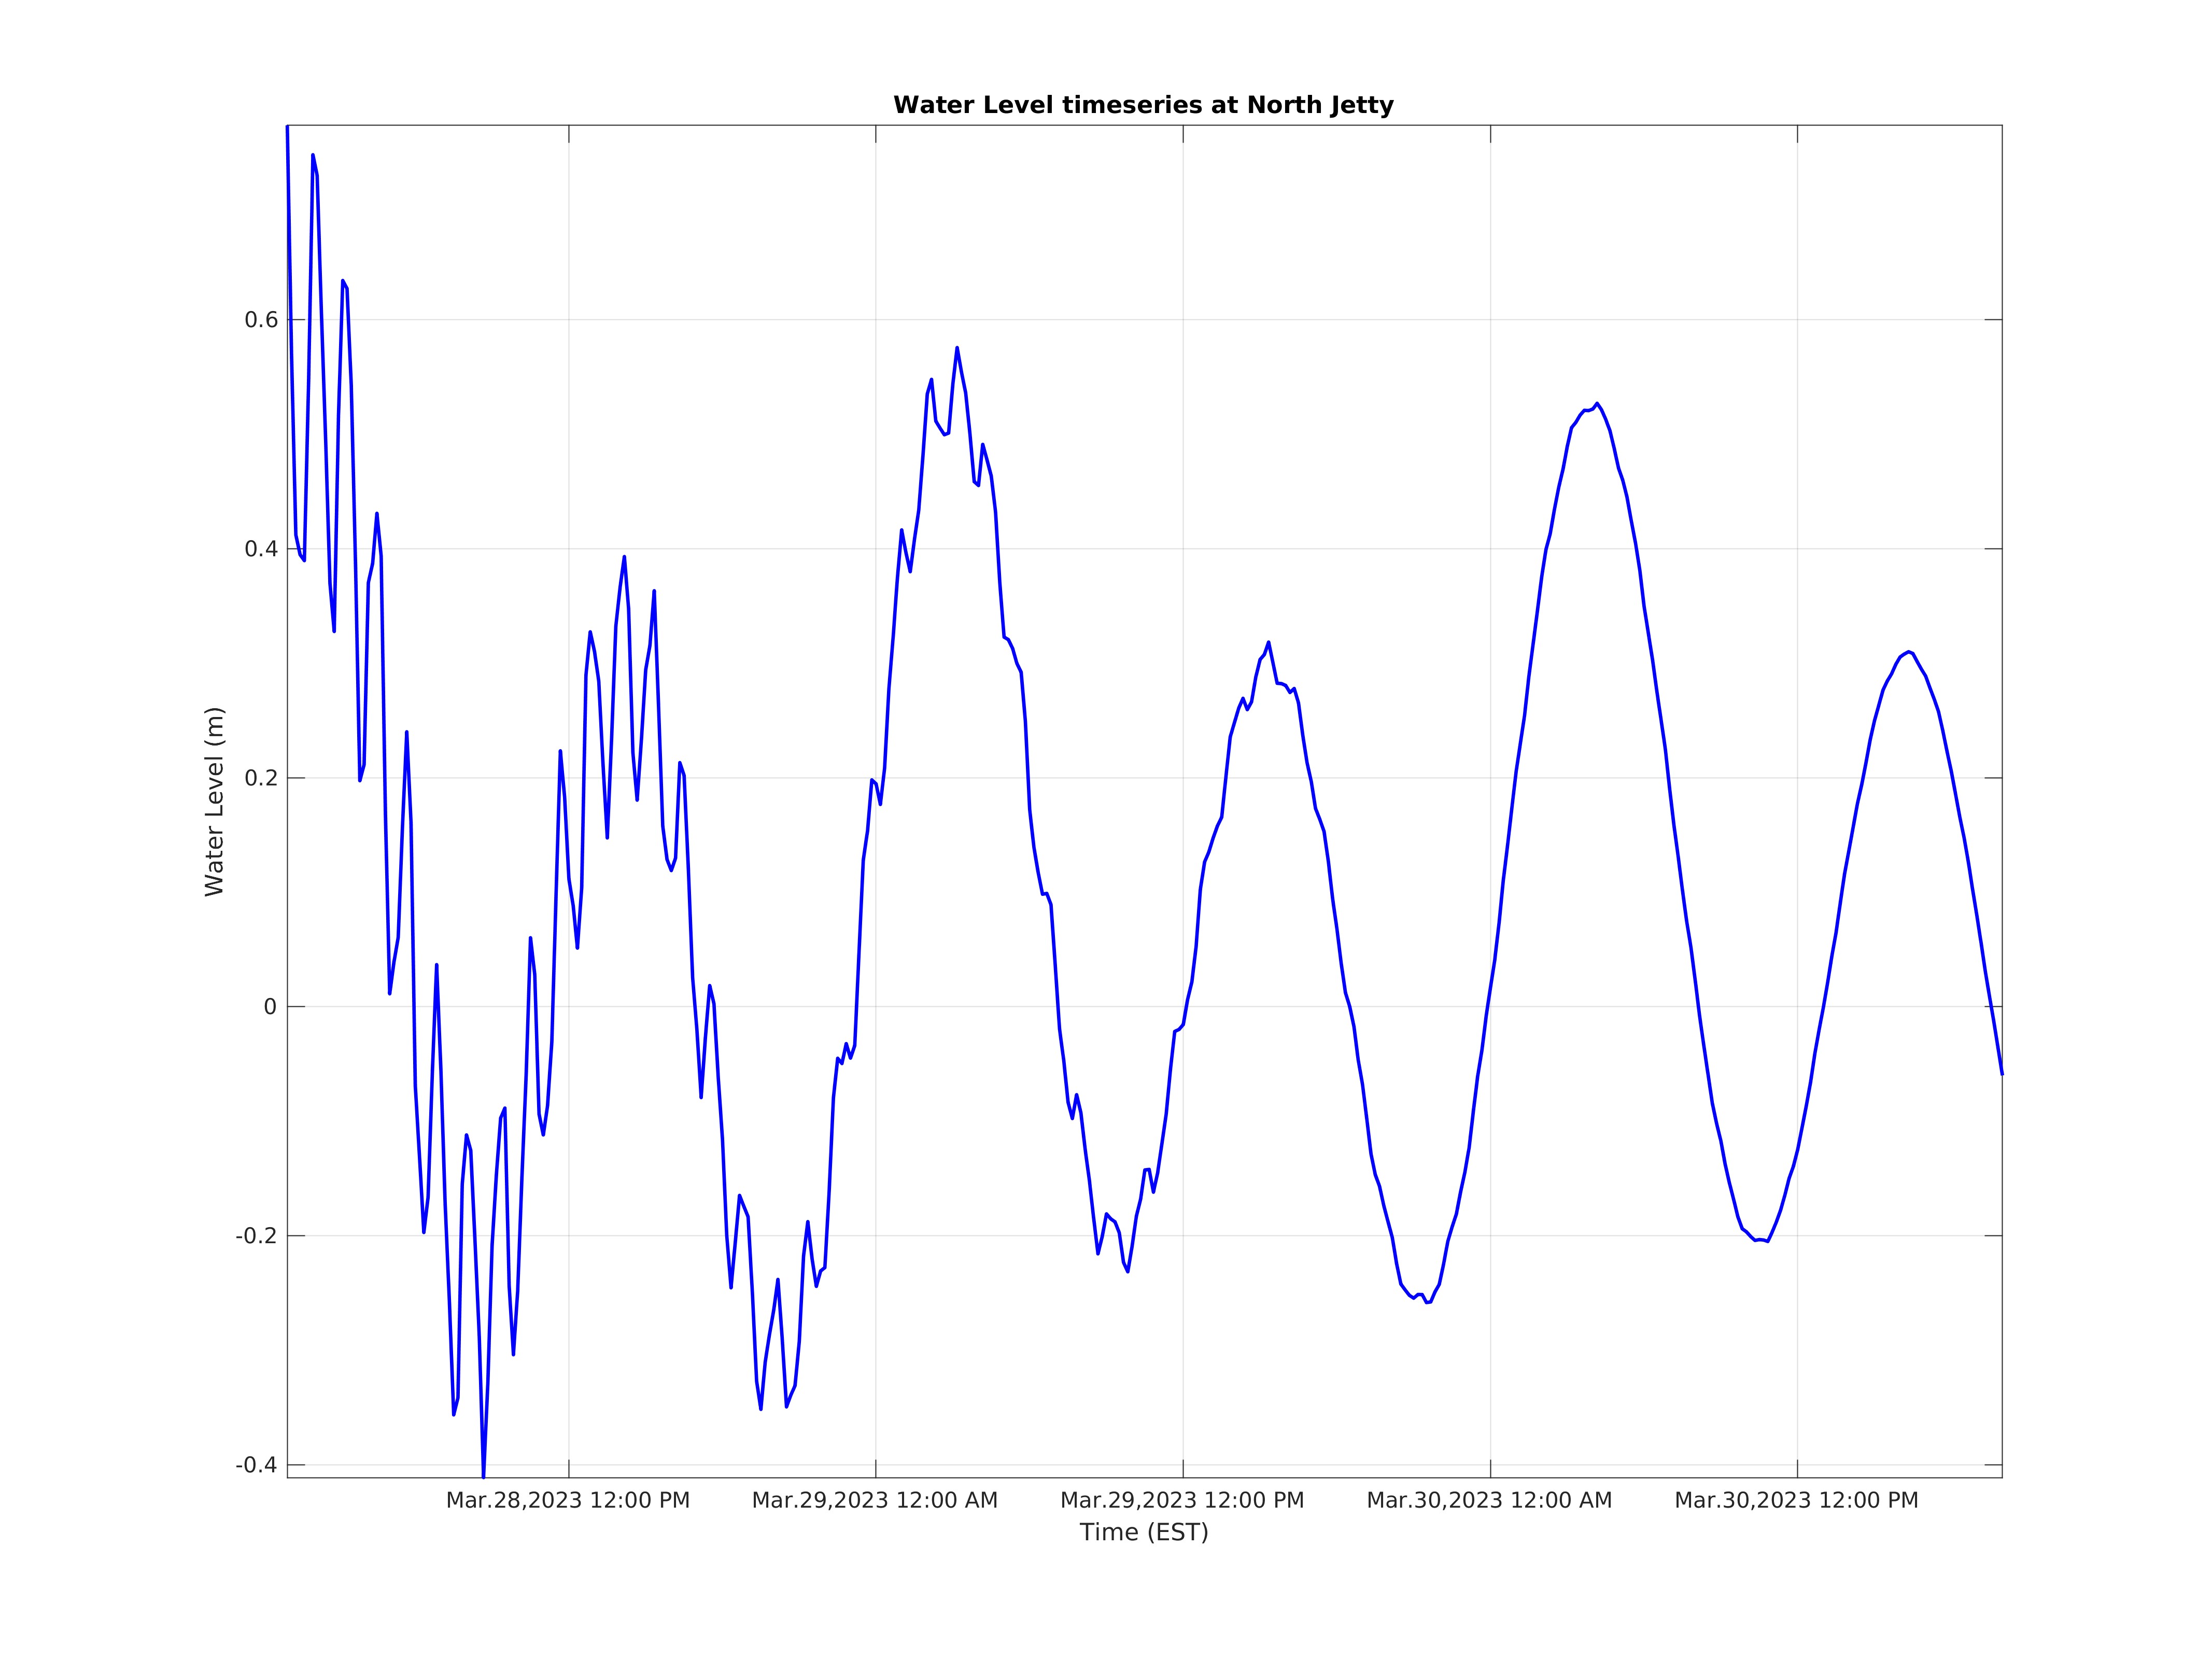 Water Level timeseries at North Jetty
0.6
0.4
0.2
0
-0.2
-0.4
Water Level (m)
Mar.28,2023 12:00 PM
Mar.29,2023 12:00 AM
Mar.29,2023 12:00 PM
Mar.30,2023 12:00 AM
Mar.30,2023 12:00 PM
Time (EST)